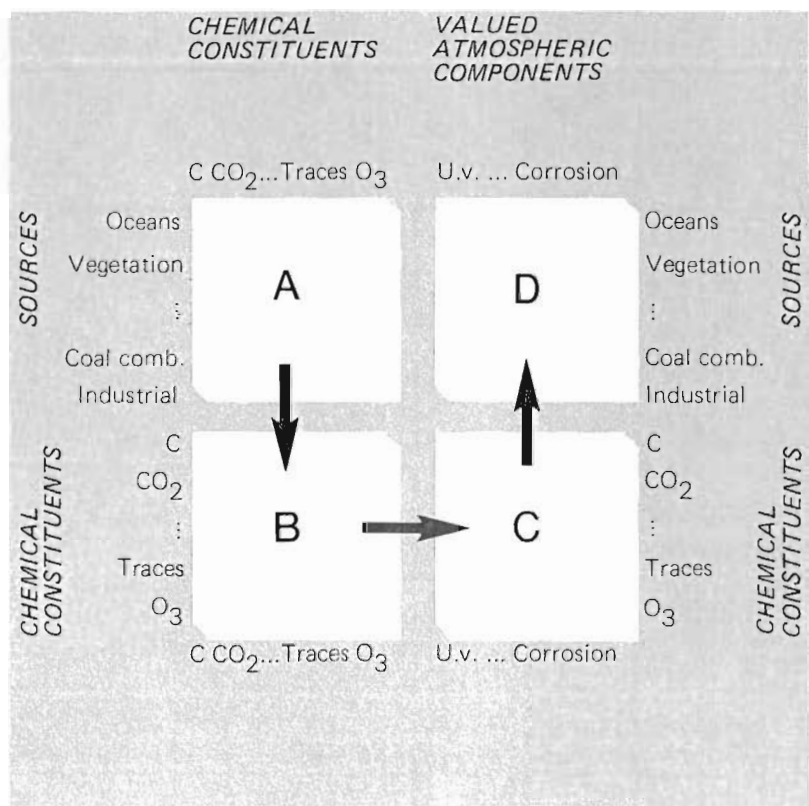 CHEMICAL
CONSTITUENTS
VALUED
ATMOSPHERIC
COMPONENTS
C CO2...Traces O3
U.v. ... Corrosion
SOURCES
Oceans
Vegetation
⋮
Coal comb.
Industrial
A
D
Oceans
Vegetation
⋮
Coal comb.
Industrial
SOURCES
CHEMICAL
CONSTITUENTS
C
CO2
⋮
Traces
O3
B
C
C
CO2
⋮
Traces
O3
CHEMICAL
CONSTITUENTS
C CO2...Traces O3
U.v. ... Corrosion